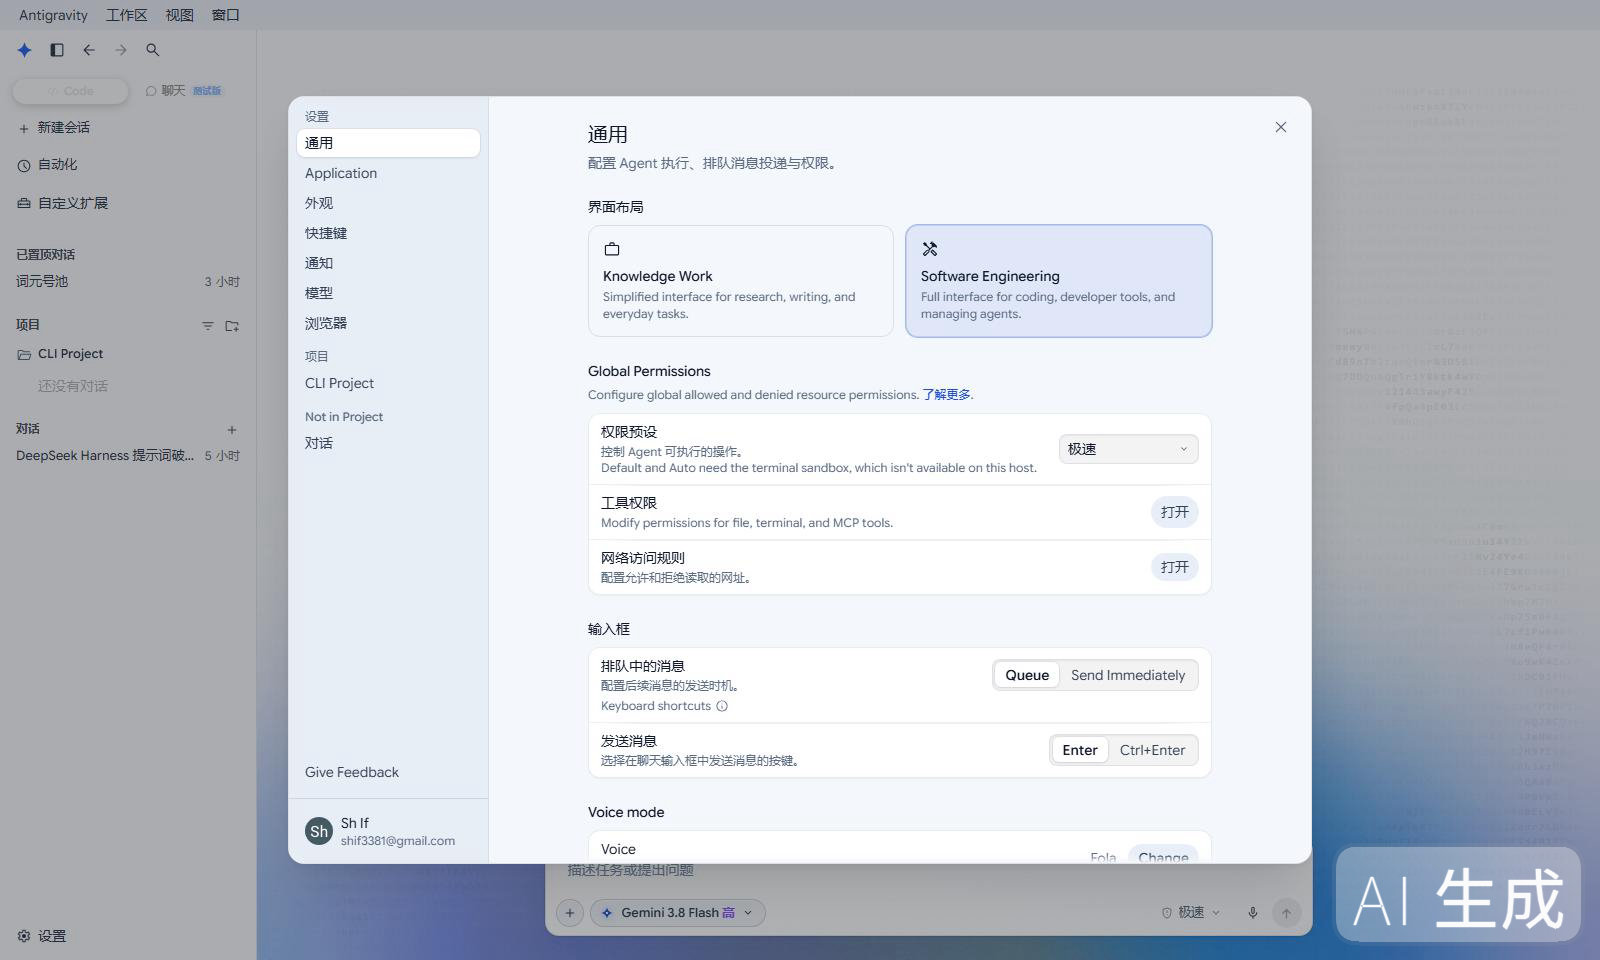 Antigravity 工作区 视图 窗口
Code 聊天 测试版
新建会话
自动化
自定义扩展
已置顶对话
词元号池 3 小时
项目
CLI Project
还没有对话
对话
DeepSeek Harness 提示词破... 5 小时
设置
设置
通用
Application
外观
快捷键
通知
模型
浏览器
项目
CLI Project
Not in Project
对话
Give Feedback
Sh
Sh If
shif3381@gmail.com
通用
配置 Agent 执行、排队消息投递与权限。
界面布局
Knowledge Work
Simplified interface for research, writing, and
everyday tasks.
Software Engineering
Full interface for coding, developer tools, and
managing agents.
Global Permissions
Configure global allowed and denied resource permissions. 了解更多.
权限预设
控制 Agent 可执行的操作。
Default and Auto need the terminal sandbox, which isn't available on this host.
极速
工具权限
Modify permissions for file, terminal, and MCP tools.
打开
网络访问规则
配置允许和拒绝读取的网址。
打开
输入框
排队中的消息
配置后续消息的发送时机。
Keyboard shortcuts
Queue Send Immediately
发送消息
选择在聊天输入框中发送消息的按键。
Enter Ctrl+Enter
Voice mode
Voice
Fola Change
描述任务或提出问题
Gemini 3.8 Flash 高
极速
AI 生成